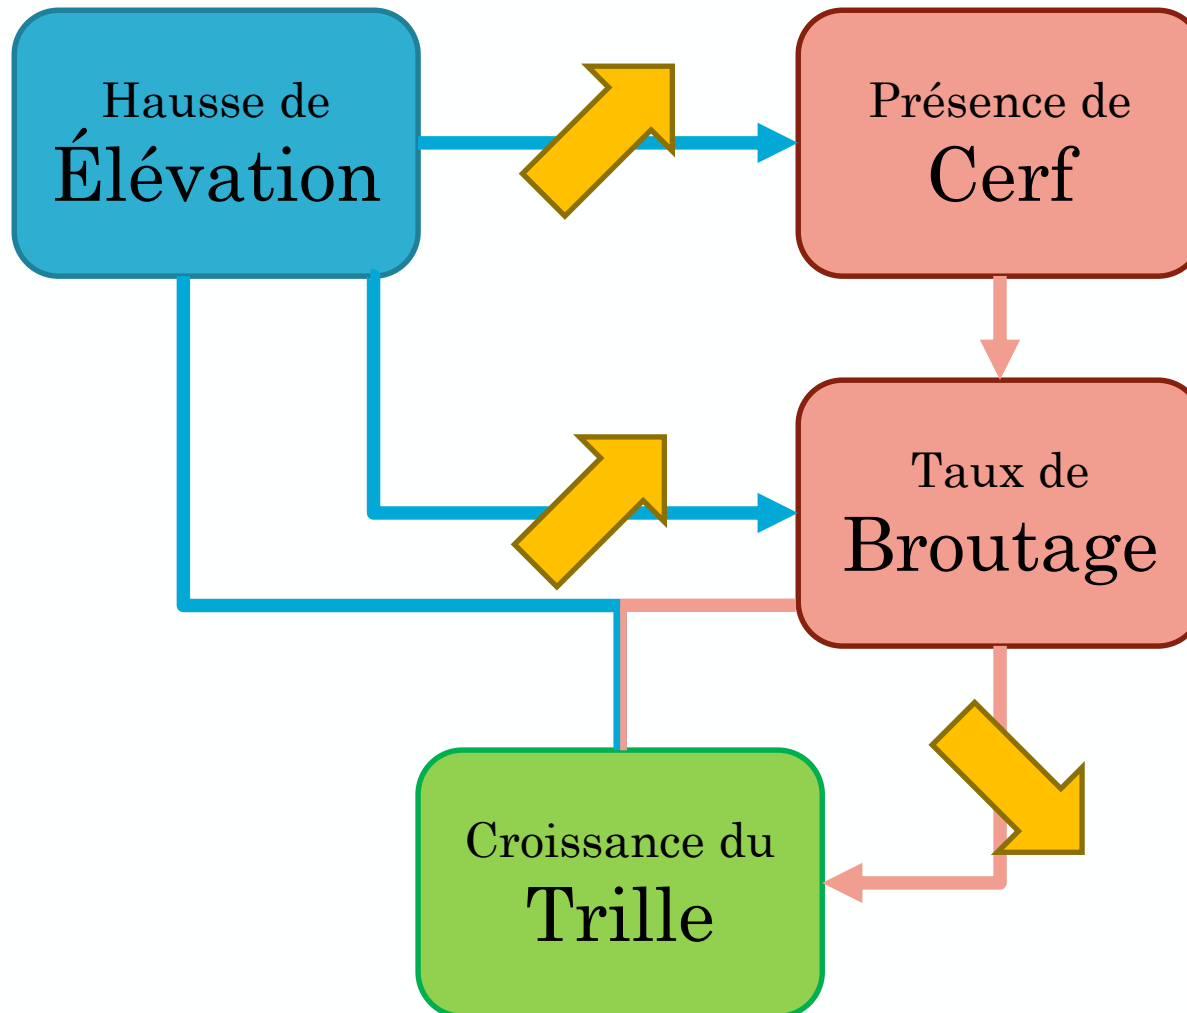 Hausse de
Élévation
Présence de
Cerf
Taux de
Broutage
Croissance du
Trille